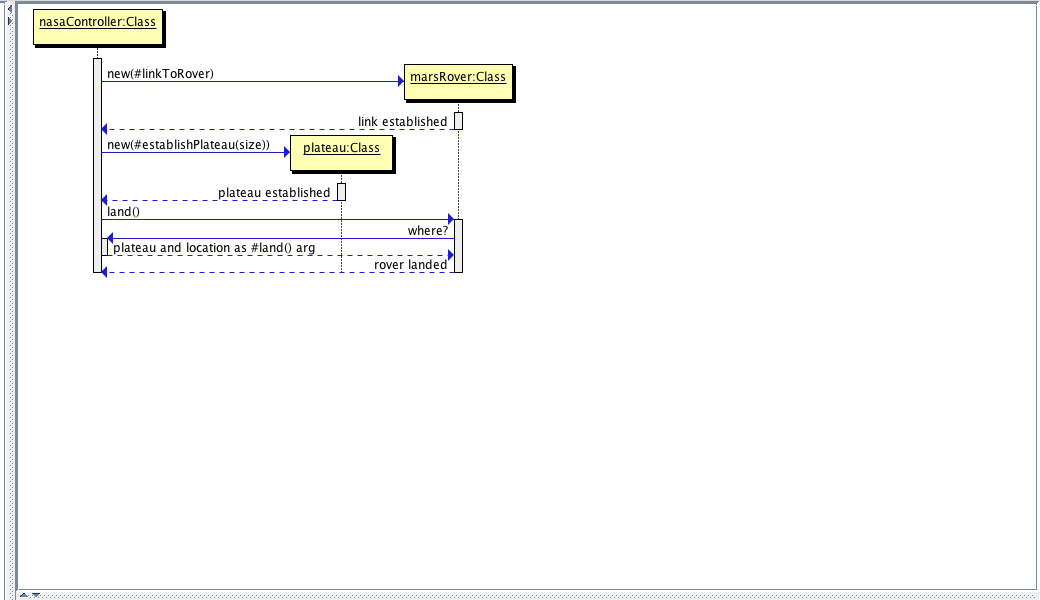 nasaController:Class
new(#linkToRover)
marsRover:Class
link established
new(#establishPlateau(size))
plateau:Class
plateau established
land()
where?
plateau and location as #land() arg
rover landed